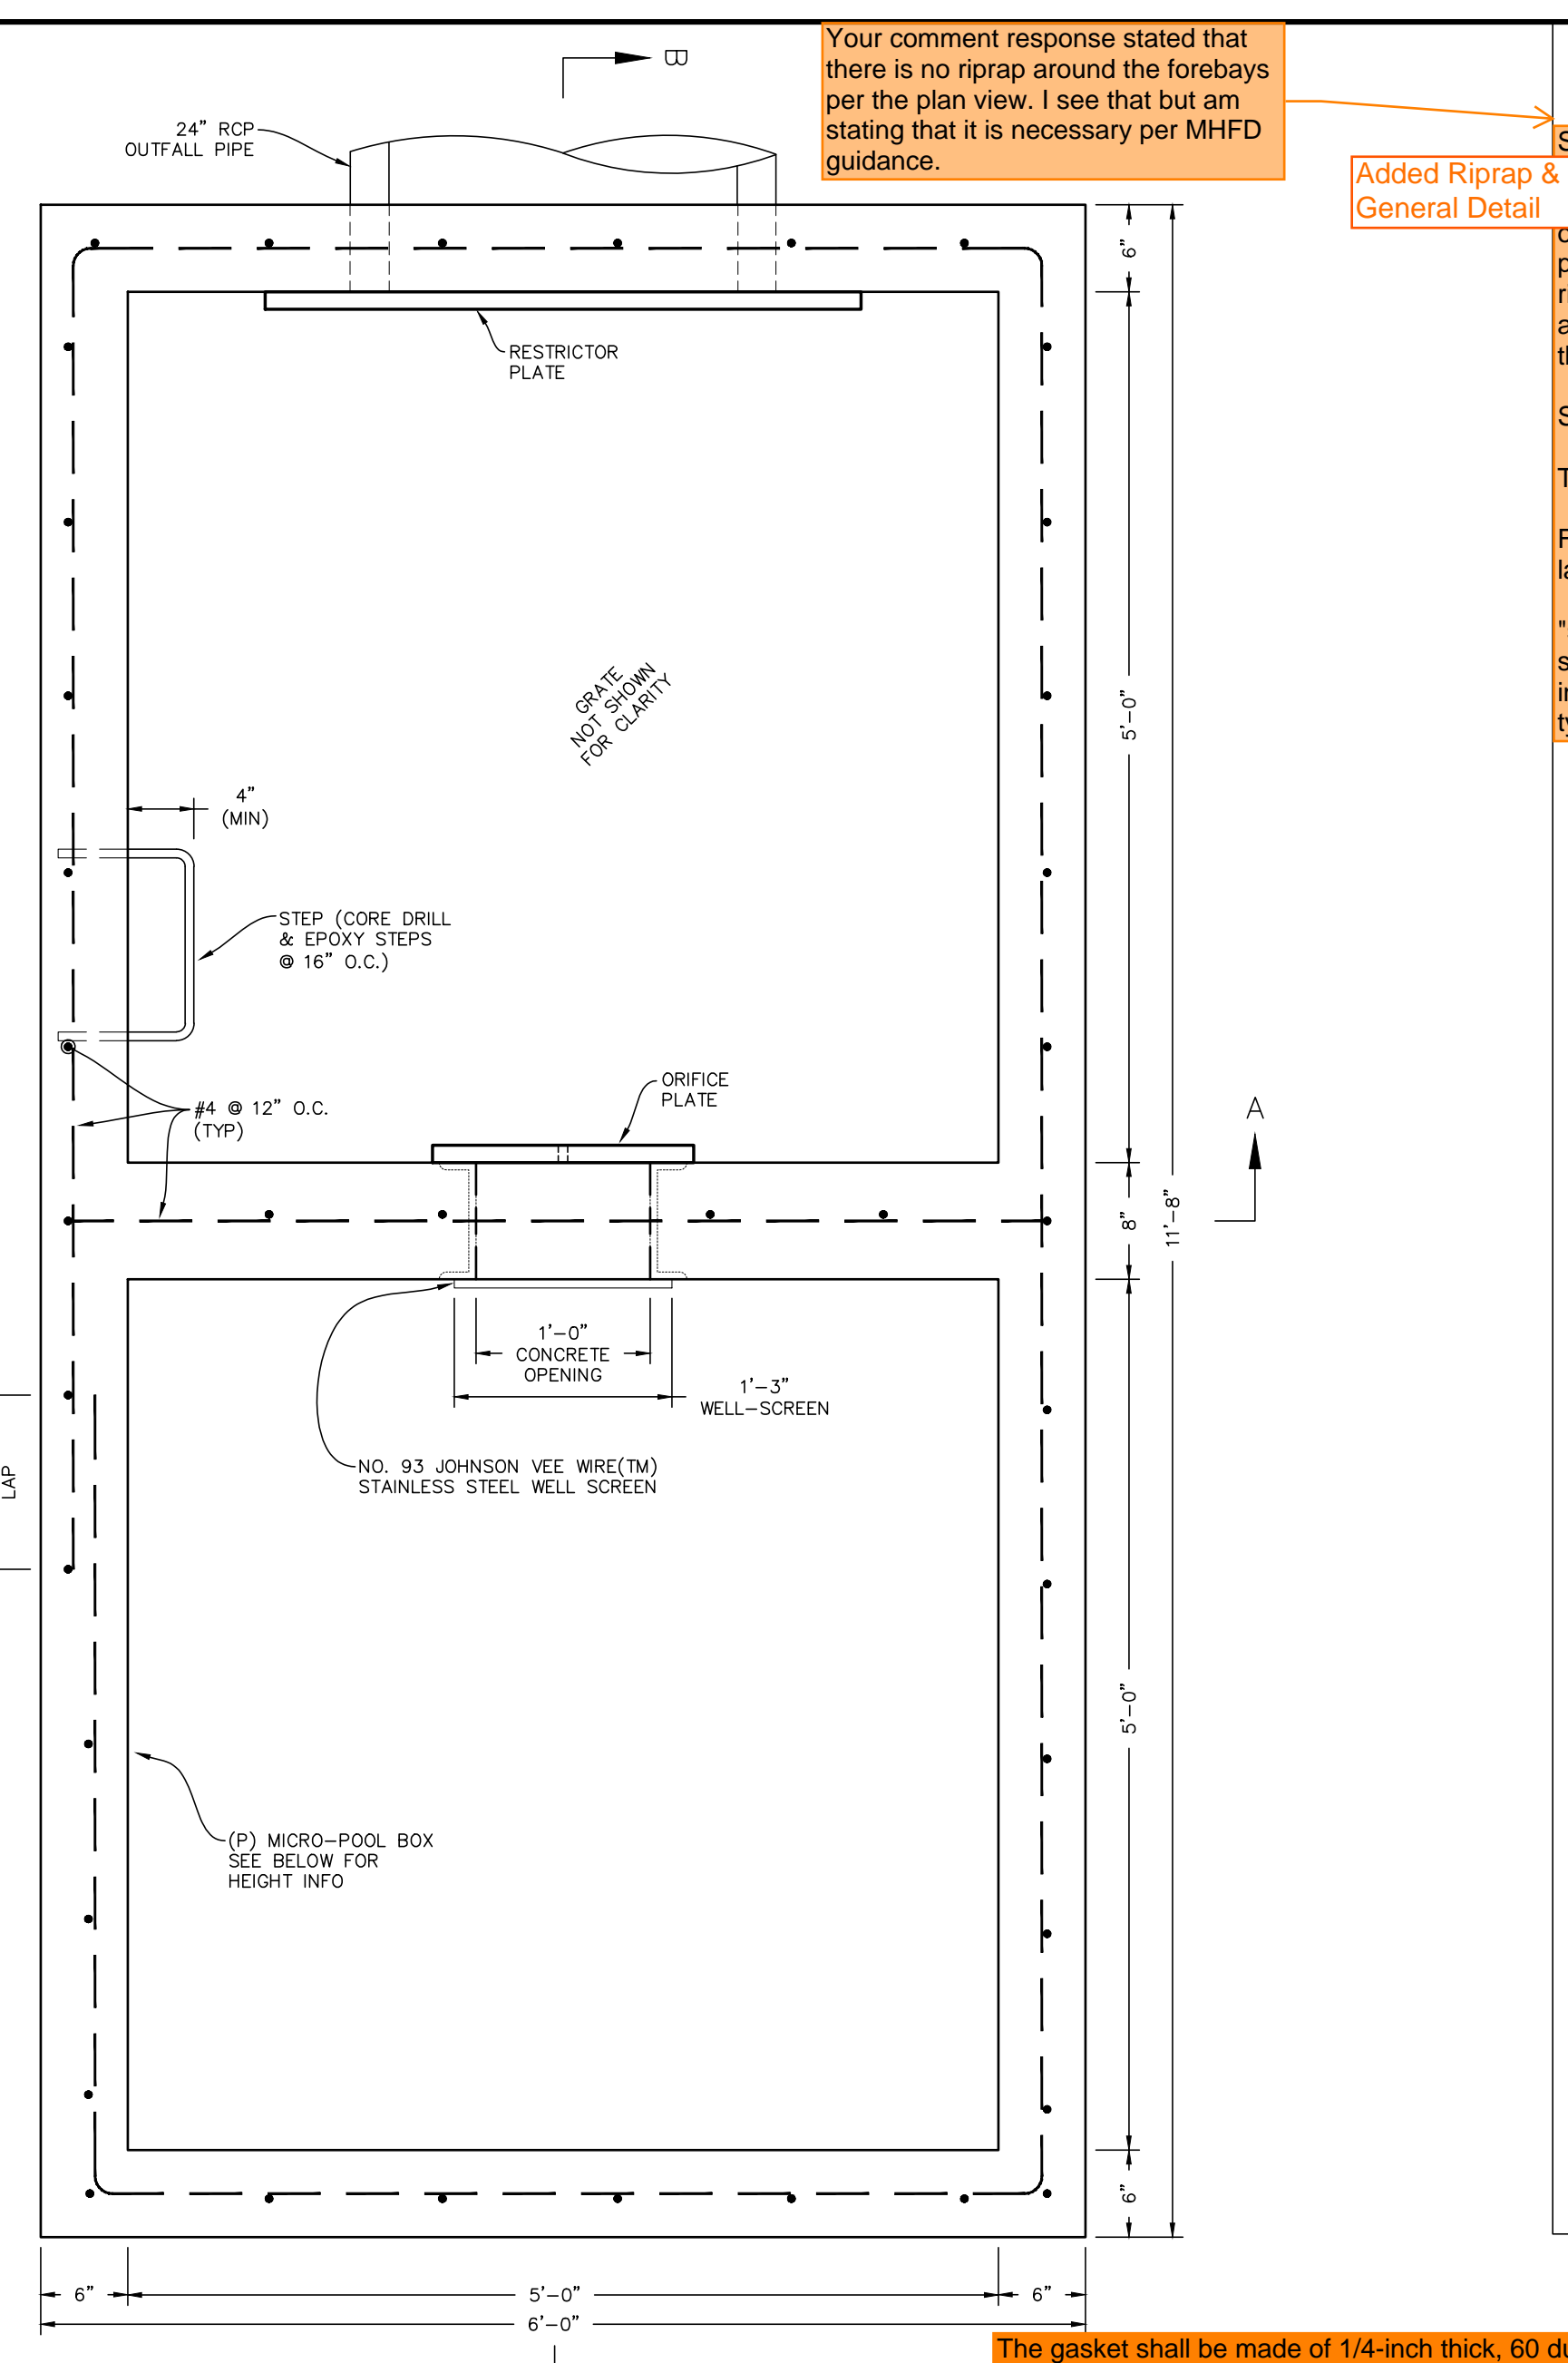 B
Your comment response stated that
there is no riprap around the forebays
per the plan view. I see that but am
stating that it is necessary per MHFD
guidance.
24" RCP
OUTFALL PIPE
Added Riprap &
General Detail
6"
RESTRICTOR
PLATE
GRATE
NOT SHOWN
FOR CLARITY
5'-0"
4"
(MIN)
STEP (CORE DRILL
& EPOXY STEPS
@ 16" O.C.)
ORIFICE
PLATE
#4 @ 12" O.C.
(TYP)
A
8"
11'-8"
1'-0"
CONCRETE
OPENING
1'-3"
WELL-SCREEN
LAP
NO. 93 JOHNSON VEE WIRE(TM)
STAINLESS STEEL WELL SCREEN
5'-0"
(P) MICRO-POOL BOX
SEE BELOW FOR
HEIGHT INFO
6"
6"
5'-0"
6"
6'-0"
The gasket shall be made of 1/4-inch thick, 60